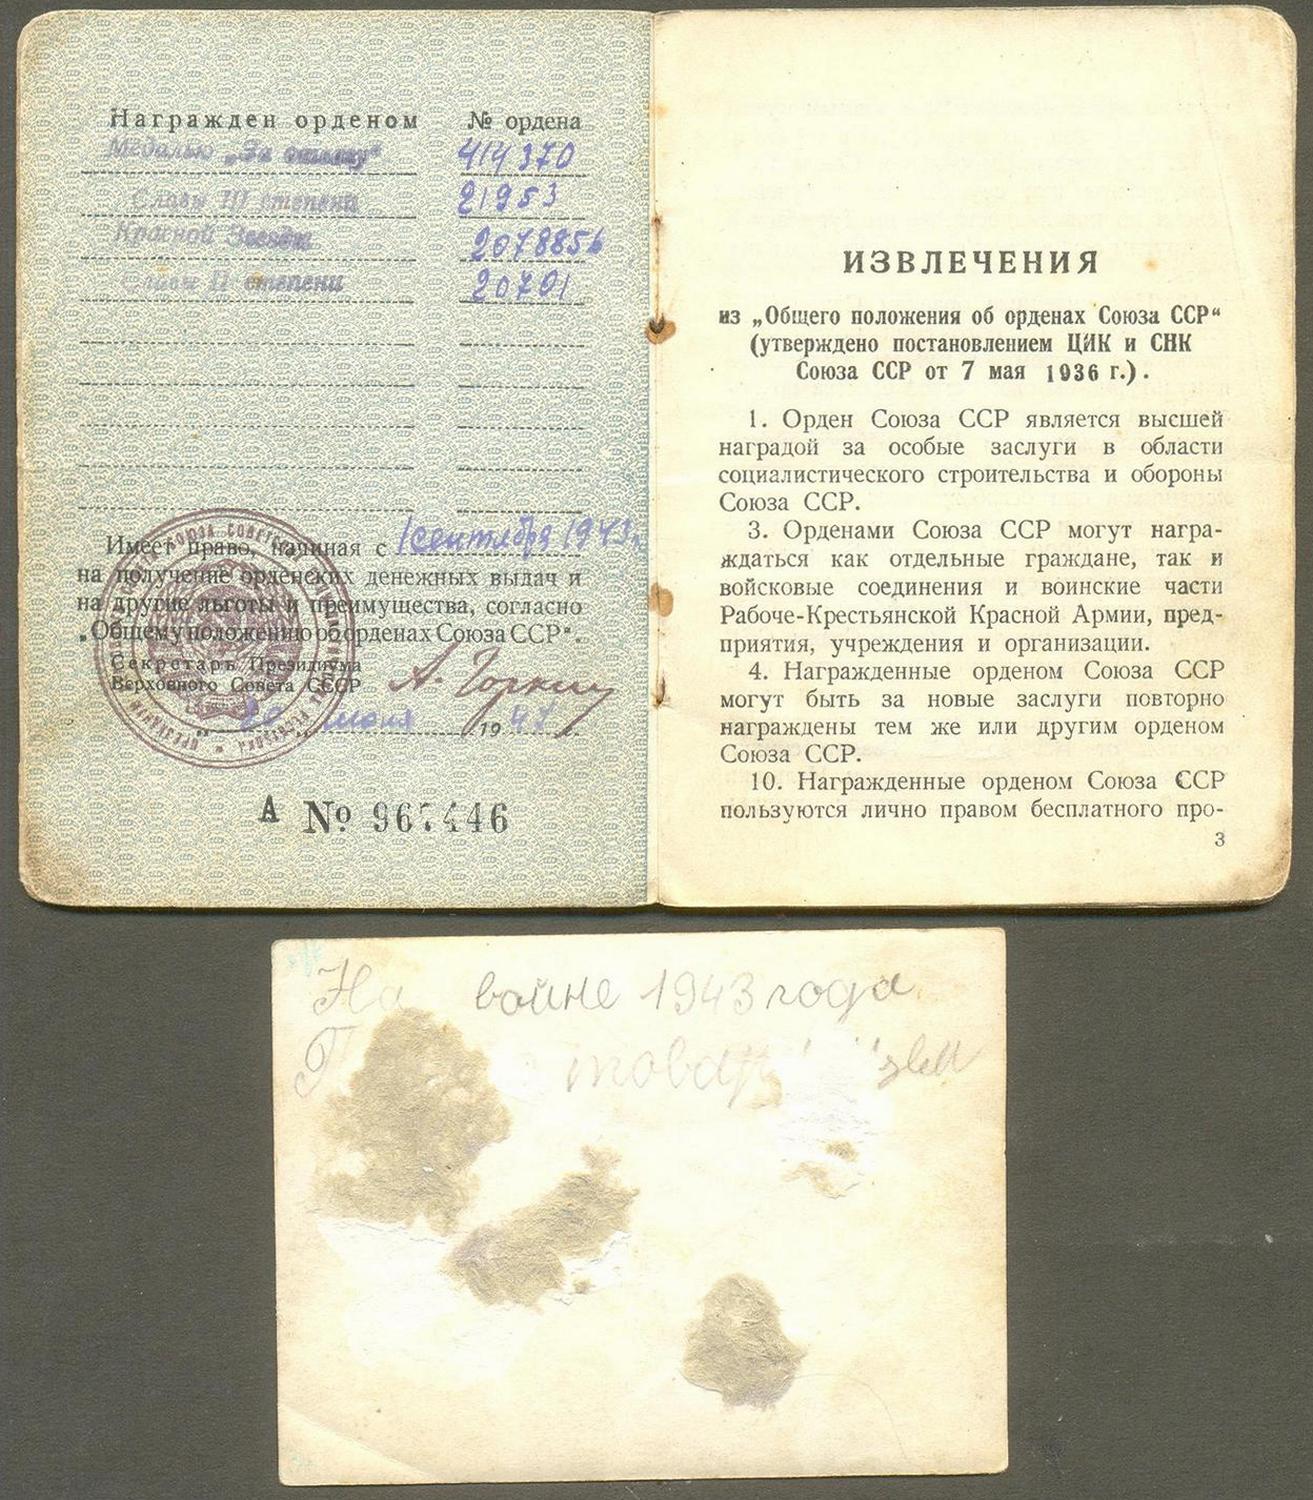 Награжден орденом № ордена
Медалью „За отвагу“ 414370
Славы III степени 21953
Красной Звезды 2078856
Славы II степени 20791
Имеет право, начиная с 1 сентября 1943 г.
на получение орденских денежных выдач и
на другие льготы и преимущества, согласно
„Общему положению об орденах Союза ССР“.
Секретарь Президиума
Верховного Совета СССР А. Горкин
20 июля 1947 г.
А № 967446
ИЗВЛЕЧЕНИЯ
из „Общего положения об орденах Союза ССР“
(утверждено постановлением ЦИК и СНК
Союза ССР от 7 мая 1936 г.).
1. Орден Союза ССР является высшей
наградой за особые заслуги в области
социалистического строительства и обороны
Союза ССР.
3. Орденами Союза ССР могут награ-
ждаться как отдельные граждане, так и
войсковые соединения и воинские части
Рабоче-Крестьянской Красной Армии, пред-
приятия, учреждения и организации.
4. Награжденные орденом Союза ССР
могут быть за новые заслуги повторно
награждены тем же или другим орденом
Союза ССР.
10. Награжденные орденом Союза ССР
пользуются лично правом бесплатного про-
3
На войне 1943 года